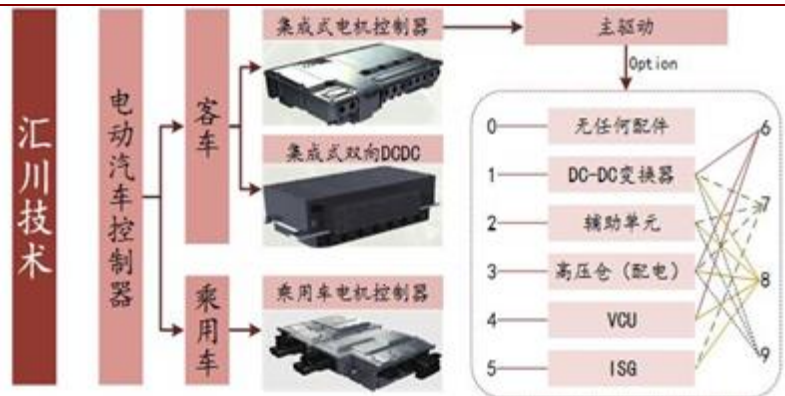 汇川技术
电动汽车控制器
客车
乘用车
集成式电机控制器
集成式双向DCDC
乘用车电机控制器
主驱动
Option
0
无任何配件
6
1
DC-DC变换器
7
2
辅助单元
3
高压仓（配电）
8
4
VCU
9
5
ISG